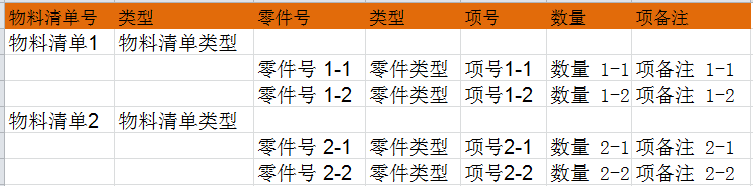 物料清单号 类型 零件号 类型 项号 数量 项备注
物料清单1 物料清单类型
零件号 1-1 零件类型 项号1-1 数量 1-1 项备注 1-1
零件号 1-2 零件类型 项号1-2 数量 1-2 项备注 1-2
物料清单2 物料清单类型
零件号 2-1 零件类型 项号2-1 数量 2-1 项备注 2-1
零件号 2-2 零件类型 项号2-2 数量 2-2 项备注 2-2